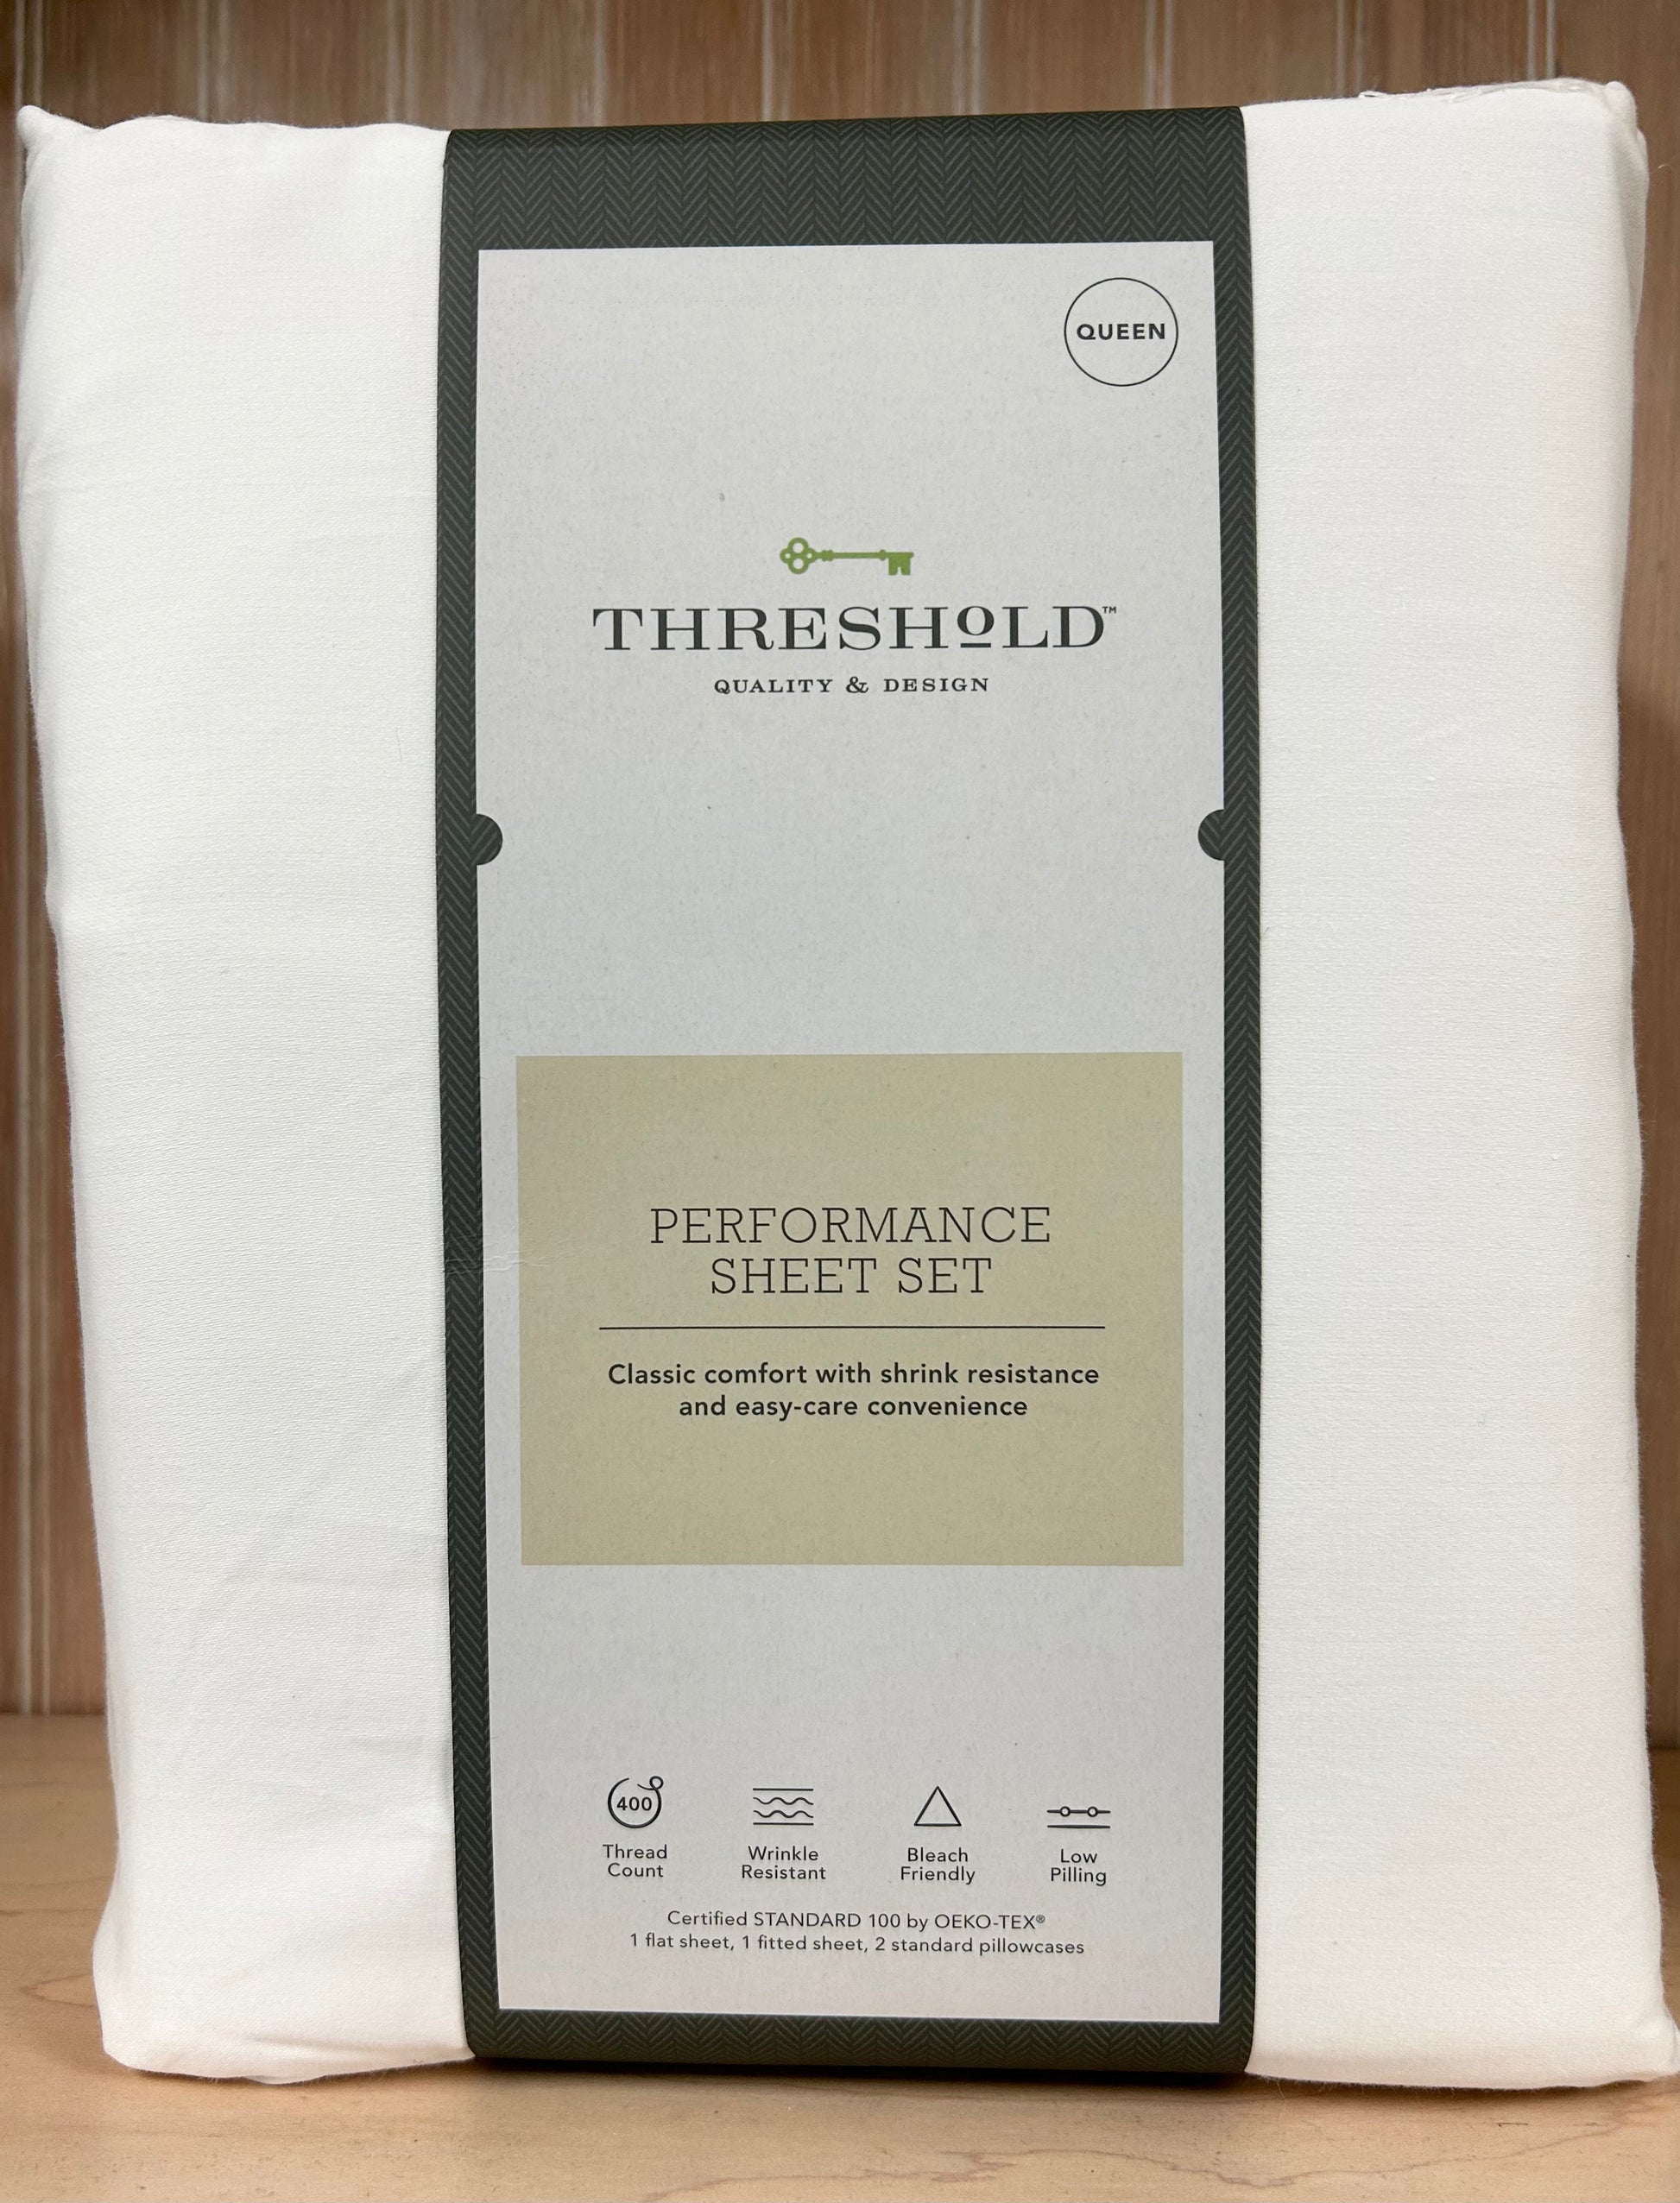 QUEEN
THRESHOLD™
QUALITY & DESIGN
PERFORMANCE
SHEET SET
Classic comfort with shrink resistance
and easy-care convenience
400
Thread
Count
Wrinkle
Resistant
Bleach
Friendly
Low
Pilling
Certified STANDARD 100 by OEKO-TEX®
1 flat sheet, 1 fitted sheet, 2 standard pillowcases